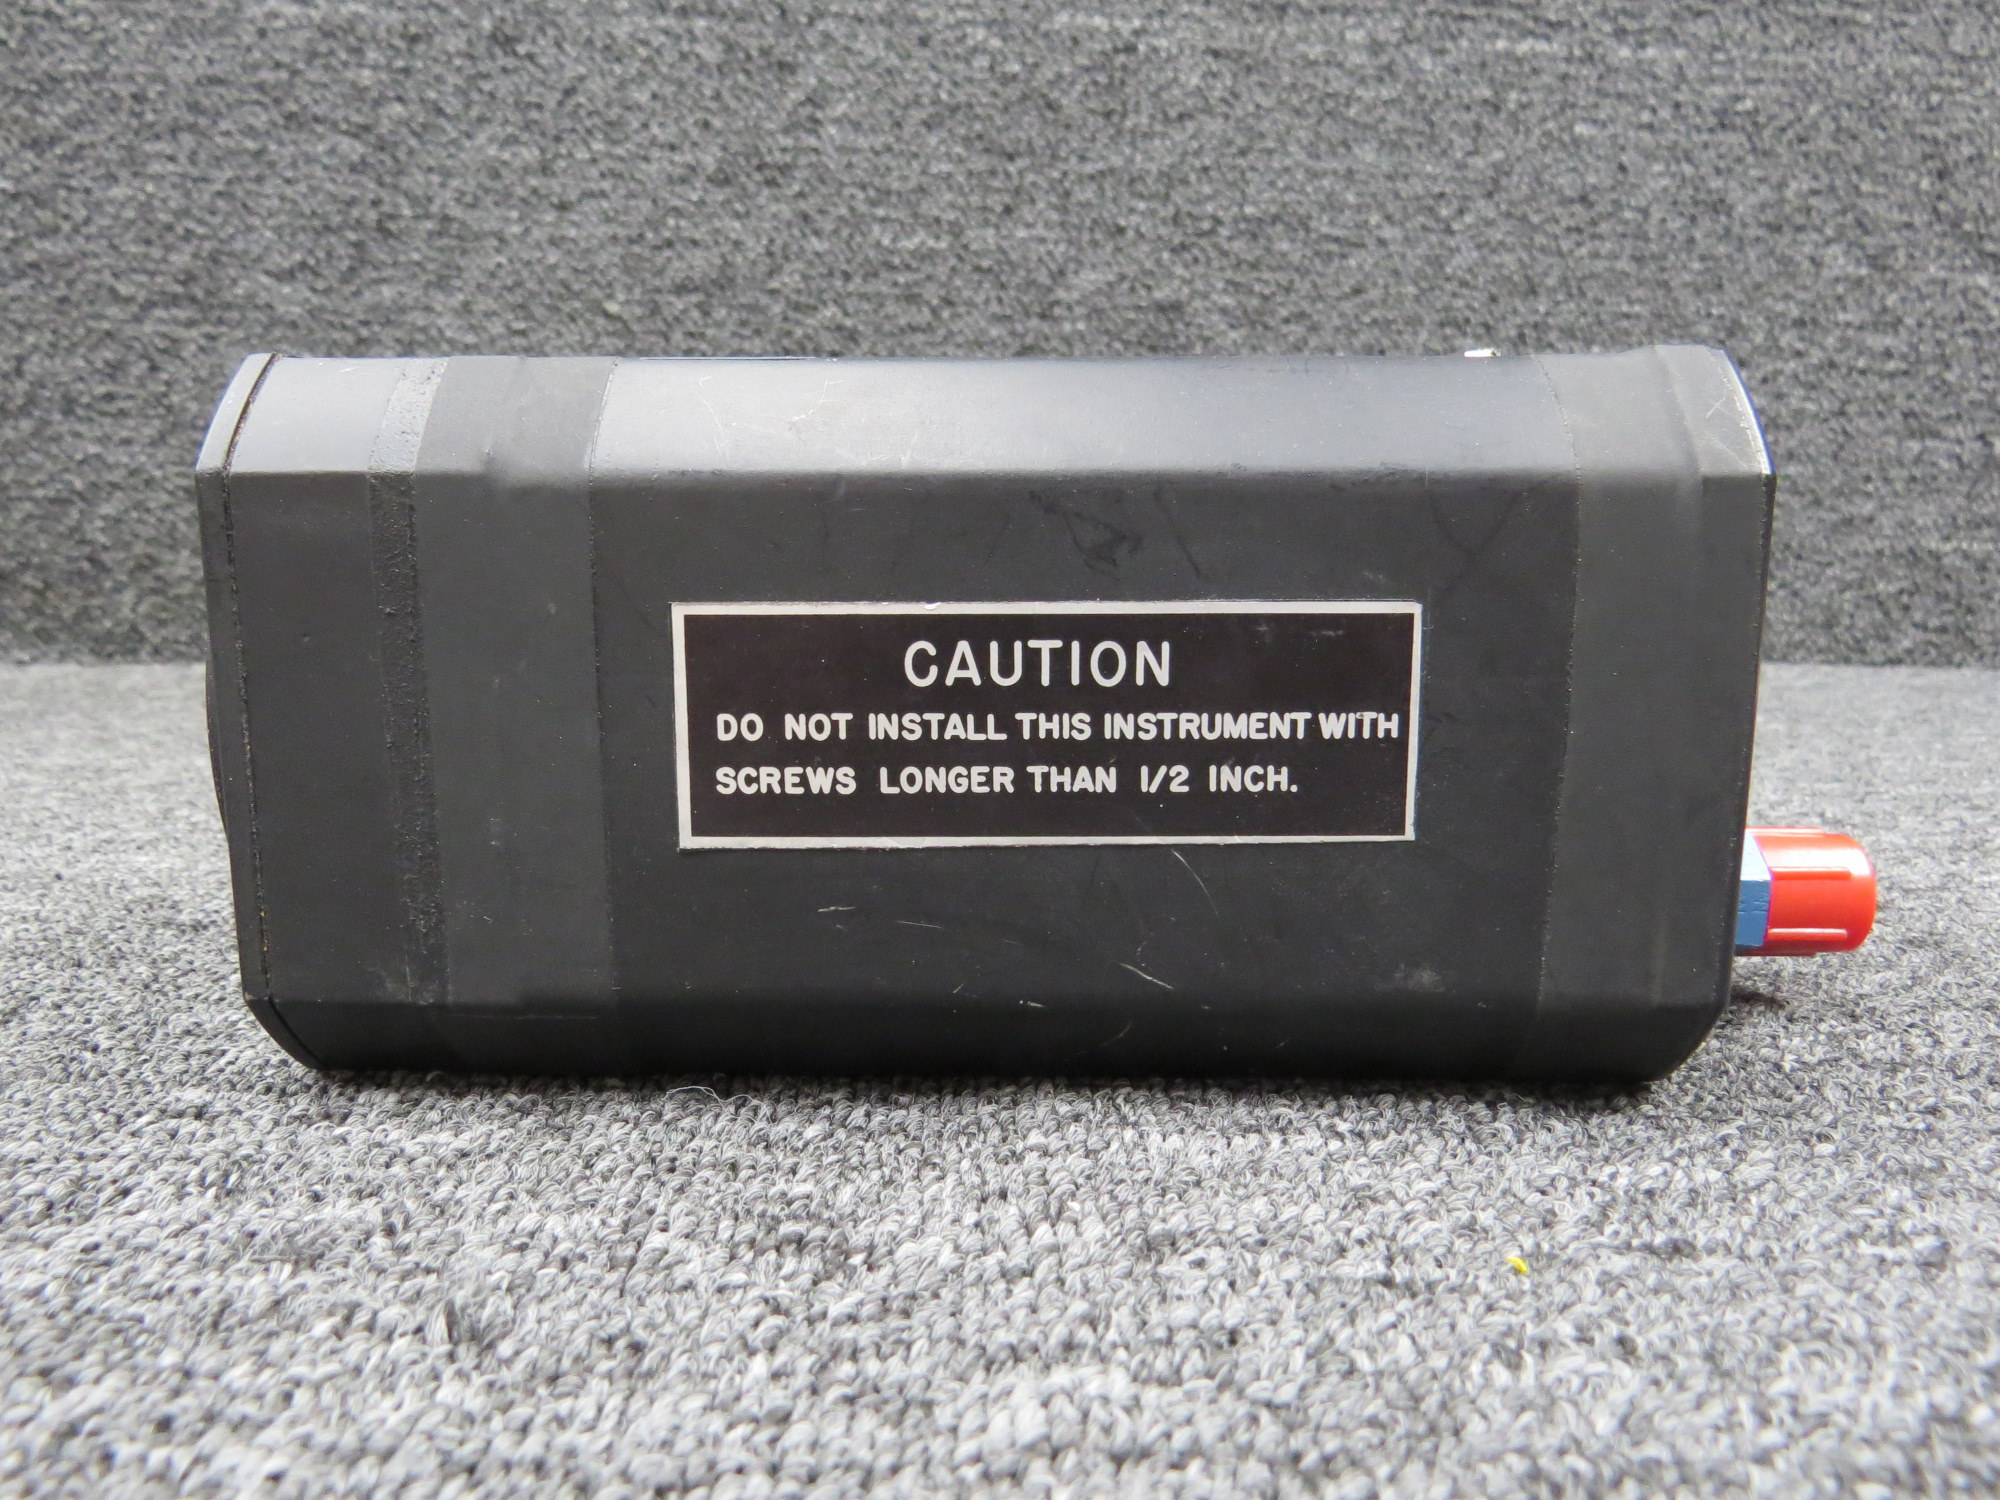 CAUTION
DO NOT INSTALL THIS INSTRUMENT WITH
SCREWS LONGER THAN 1/2 INCH.